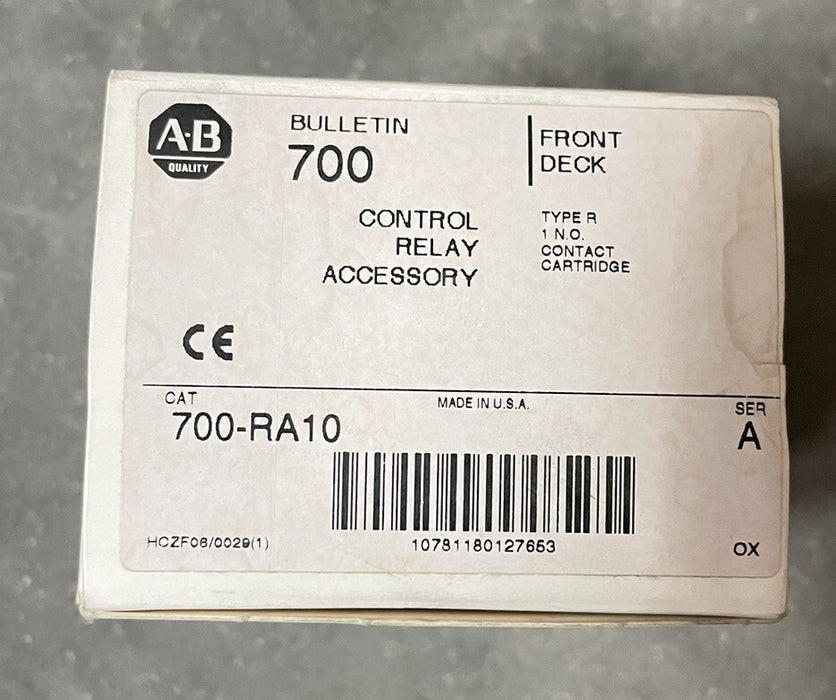 A-B
QUALITY
BULLETIN
700
FRONT
DECK
CONTROL
RELAY
ACCESSORY
TYPE R
1 N.O.
CONTACT
CARTRIDGE
CE
CAT
700-RA10
MADE IN U.S.A.
SER
A
HCZF06/0029(1)
10781180127653
OX